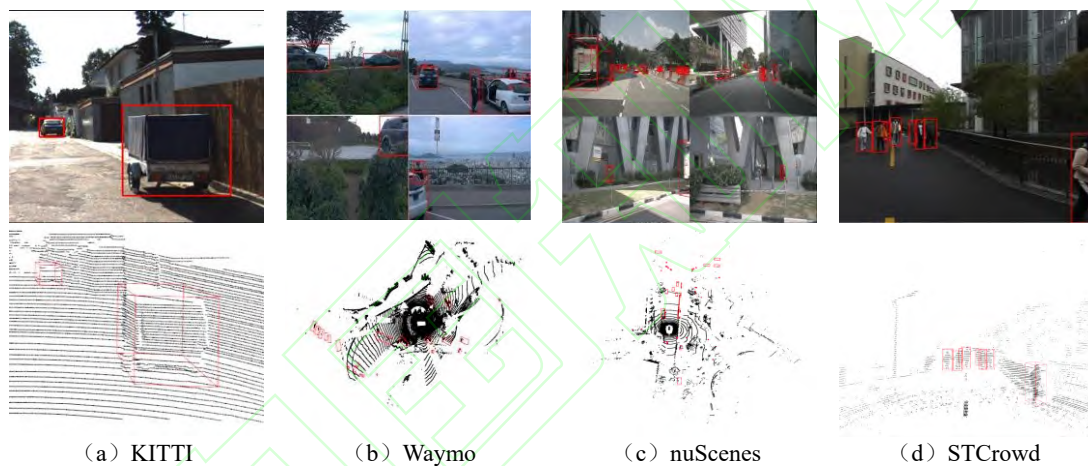 （a）KITTI
（b）Waymo
（c）nuScenes
（d）STCrowd